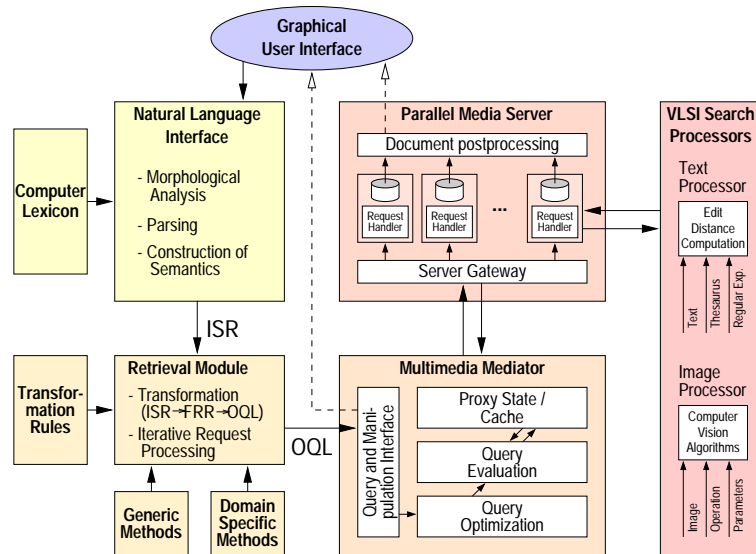 Graphical
User Interface
Natural Language
Interface
- Morphological
Analysis
- Parsing
- Construction of
Semantics
Computer
Lexicon
ISR
Parallel Media Server
Document postprocessing
Request
Handler
Request
Handler
...
Request
Handler
Server Gateway
VLSI Search
Processors
Text
Processor
Edit
Distance
Computation
Text
Thesaurus
Regular Exp.
Image
Processor
Computer
Vision
Algorithms
Image
Operation
Parameters
Transfor-
mation
Rules
Retrieval Module
- Transformation
(ISR→FRR→OQL)
- Iterative Request
Processing
OQL
Generic
Methods
Domain
Specific
Methods
Multimedia Mediator
Query and Mani-
pulation Interface
Proxy State /
Cache
Query
Evaluation
Query
Optimization